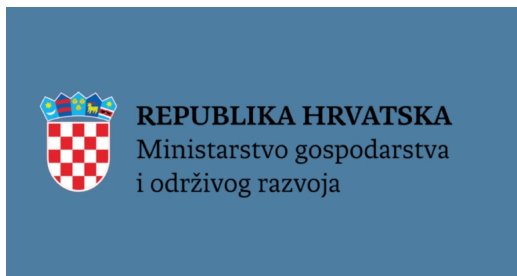 REPUBLIKA HRVATSKA
Ministarstvo gospodarstva
i održivog razvoja